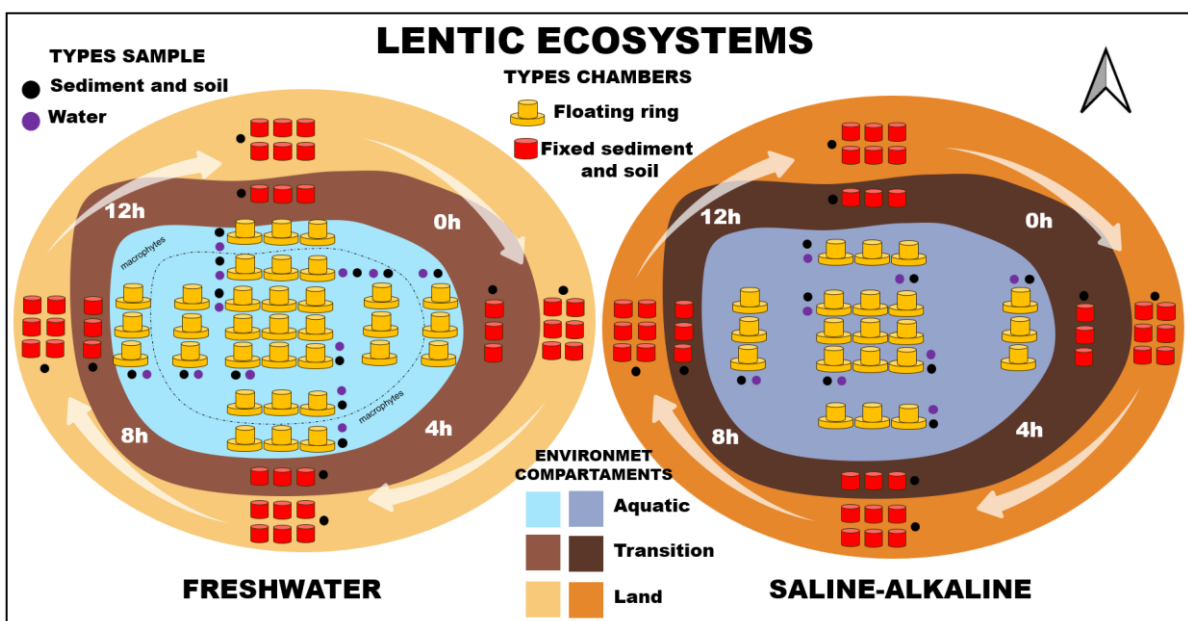 LENTIC ECOSYSTEMS
TYPES SAMPLE
Sediment and soil
Water
TYPES CHAMBERS
Floating ring
Fixed sediment
and soil
12h
0h
macrophytes
macrophytes
8h
4h
12h
0h
8h
4h
ENVIRONMET
COMPARTAMENTS
Aquatic
Transition
Land
FRESHWATER
SALINE-ALKALINE